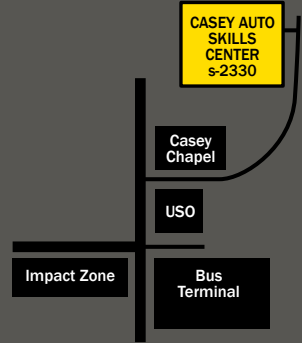 CASEY AUTO
SKILLS
CENTER
s-2330
Casey
Chapel
USO
Impact Zone
Bus
Terminal